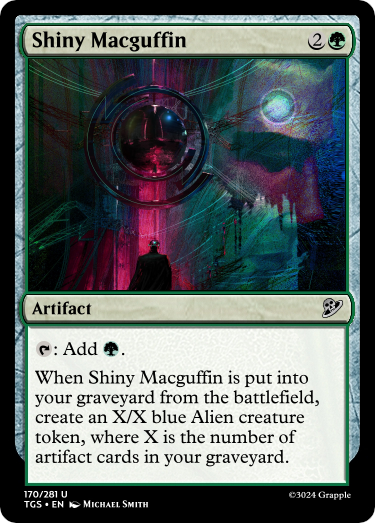 Shiny Macguffin 2
Artifact
: Add .
When Shiny Macguffin is put into
your graveyard from the battlefield,
create an X/X blue Alien creature
token, where X is the number of
artifact cards in your graveyard.
170/281 U
TGS • EN Michael Smith
©3024 Grapple